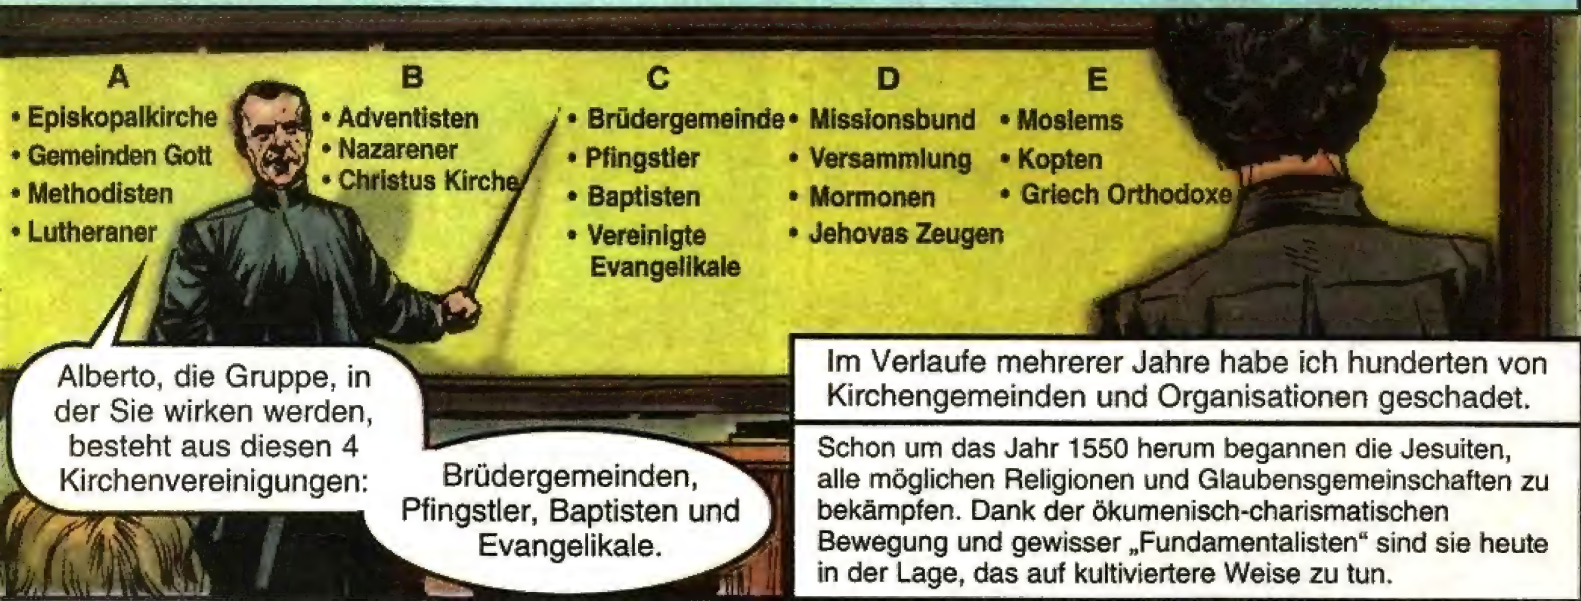 A
• Episkopalkirche
• Gemeinden Gott
• Methodisten
• Lutheraner
B
• Adventisten
• Nazarener
• Christus Kirche
C
• Brüdergemeinde
• Pfingstler
• Baptisten
• Vereinigte
Evangelikale
D
• Missionsbund
• Versammlung
• Mormonen
• Jehovas Zeugen
E
• Moslems
• Kopten
• Griech Orthodoxe
Alberto, die Gruppe, in
der Sie wirken werden,
besteht aus diesen 4
Kirchenvereinigungen:
Brüdergemeinden,
Pfingstler, Baptisten und
Evangelikale.
Im Verlaufe mehrerer Jahre habe ich hunderten von
Kirchengemeinden und Organisationen geschadet.
Schon um das Jahr 1550 herum begannen die Jesuiten,
alle möglichen Religionen und Glaubensgemeinschaften zu
bekämpfen. Dank der ökumenisch-charismatischen
Bewegung und gewisser „Fundamentalisten“ sind sie heute
in der Lage, das auf kultiviertere Weise zu tun.